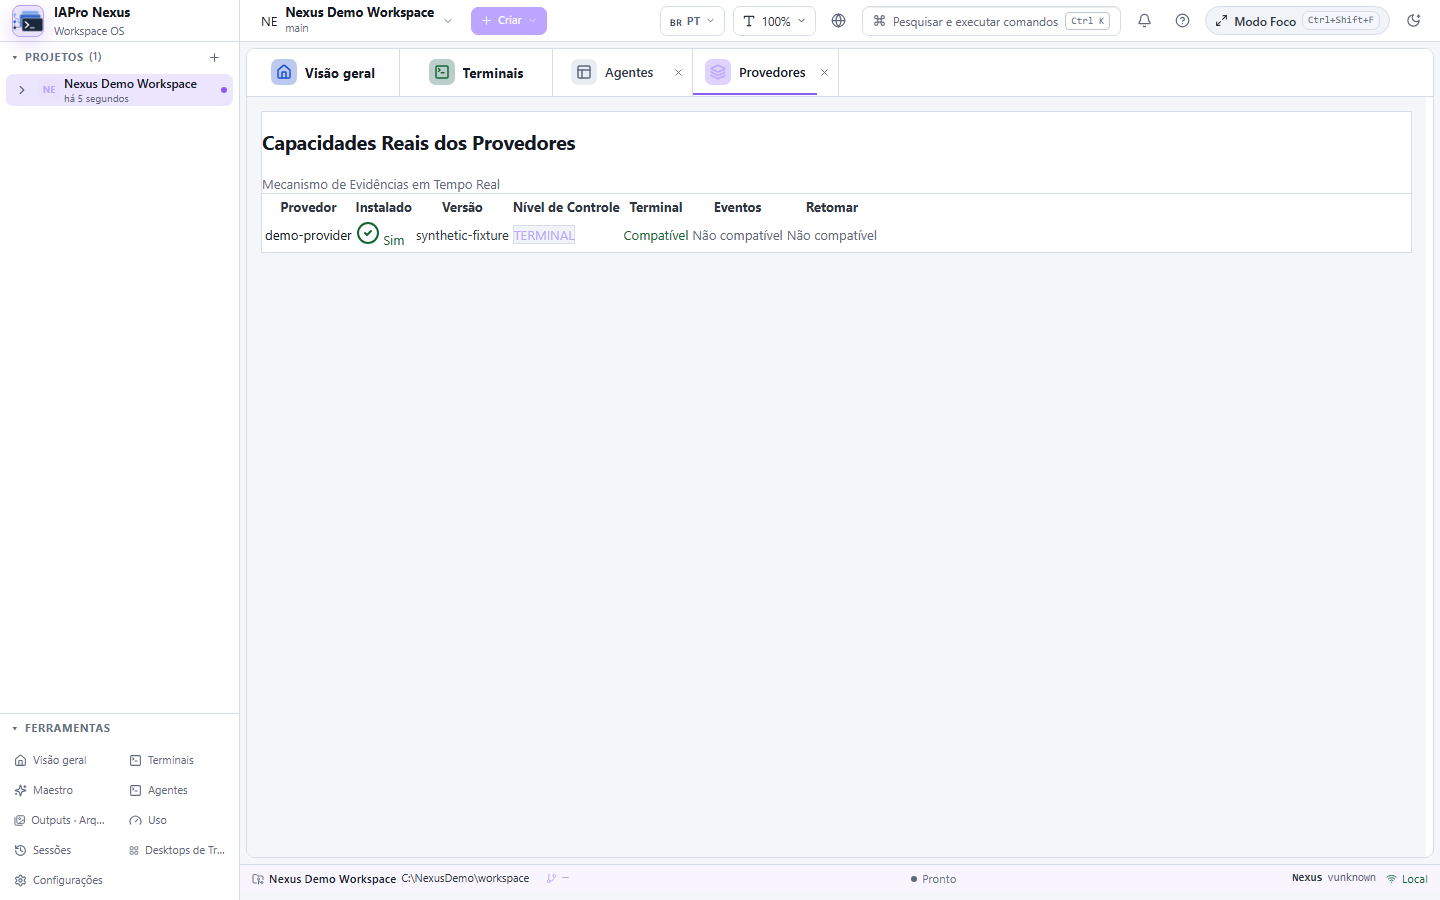 IAPro Nexus
Workspace OS
NE
Nexus Demo Workspace
main
Criar
BR PT
100%
Pesquisar e executar comandos
Ctrl K
Modo Foco
Ctrl+Shift+F
PROJETOS (1)
NE
Nexus Demo Workspace
há 5 segundos
Visão geral
Terminais
Agentes
Provedores
Capacidades Reais dos Provedores
Mecanismo de Evidências em Tempo Real
Provedor Instalado Versão Nível de Controle Terminal Eventos Retomar
demo-provider Sim synthetic-fixture TERMINAL Compatível Não compatível Não compatível
FERRAMENTAS
Visão geral Terminais
Maestro Agentes
Outputs · Arq... Uso
Sessões Desktops de Tr...
Configurações
Nexus Demo Workspace C:\NexusDemo\workspace —
Pronto
Nexus vunknown Local